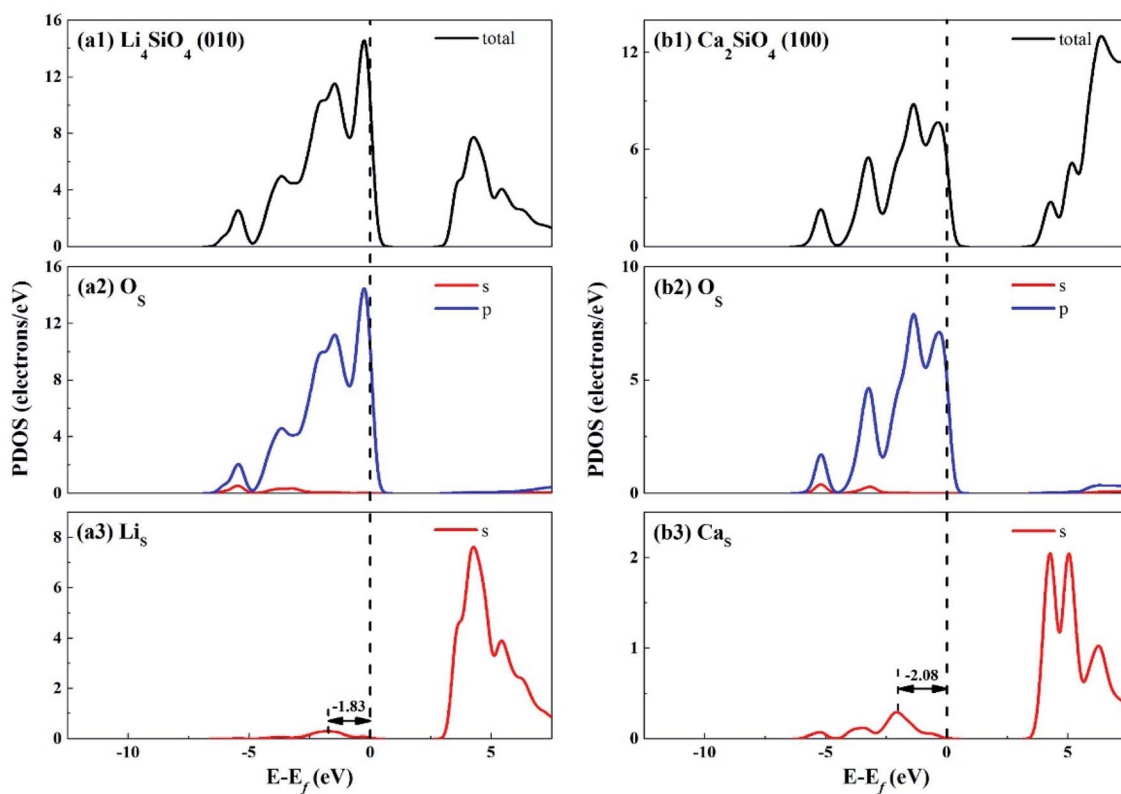 (a1) Li4SiO4 (010)
total
16
12
8
4
0
(b1) Ca2SiO4 (100)
total
12
6
0
(a2) OS
s
p
16
12
8
4
0
(b2) OS
s
p
10
5
0
(a3) LiS
s
8
6
4
2
0
-1.83
(b3) CaS
s
2
1
0
-2.08
PDOS (electrons/eV)
PDOS (electrons/eV)
-10 -5 0 5
-10 -5 0 5
E-Ef (eV)
E-Ef (eV)